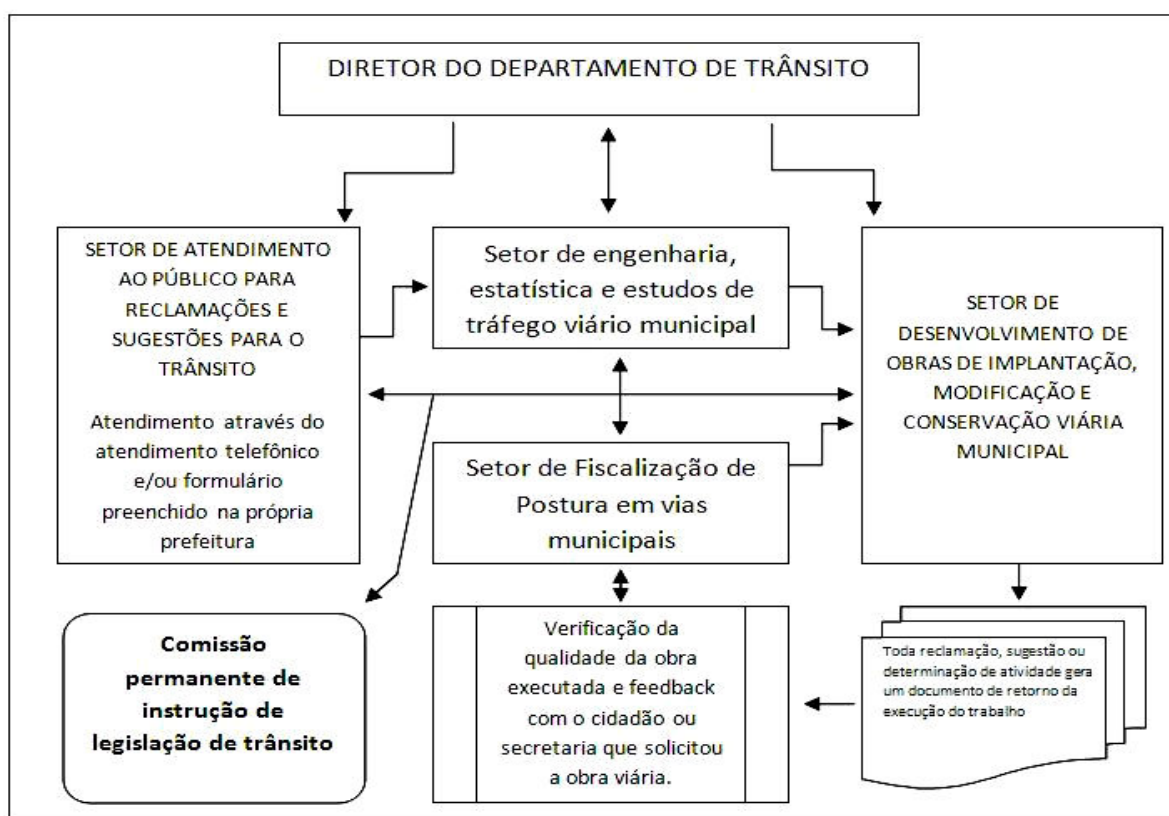 DIRETOR DO DEPARTAMENTO DE TRÂNSITO
SETOR DE ATENDIMENTO
AO PÚBLICO PARA
RECLAMAÇÕES E
SUGESTÕES PARA O
TRÂNSITO
Atendimento através do
atendimento telefônico
e/ou formulário
preenchido na própria
prefeitura
Setor de engenharia,
estatística e estudos de
tráfego viário municipal
SETOR DE
DESENVOLVIMENTO DE
OBRAS DE IMPLANTAÇÃO,
MODIFICAÇÃO E
CONSERVAÇÃO VIÁRIA
MUNICIPAL
Setor de Fiscalização de
Postura em vias
municipais
Comissão
permanente de
instrução de
legislação de trânsito
Verificação da
qualidade da obra
executada e feedback
com o cidadão ou
secretaria que solicitou
a obra viária.
Toda reclamação, sugestão ou
determinação de atividade gera
um documento de retorno da
execução do trabalho